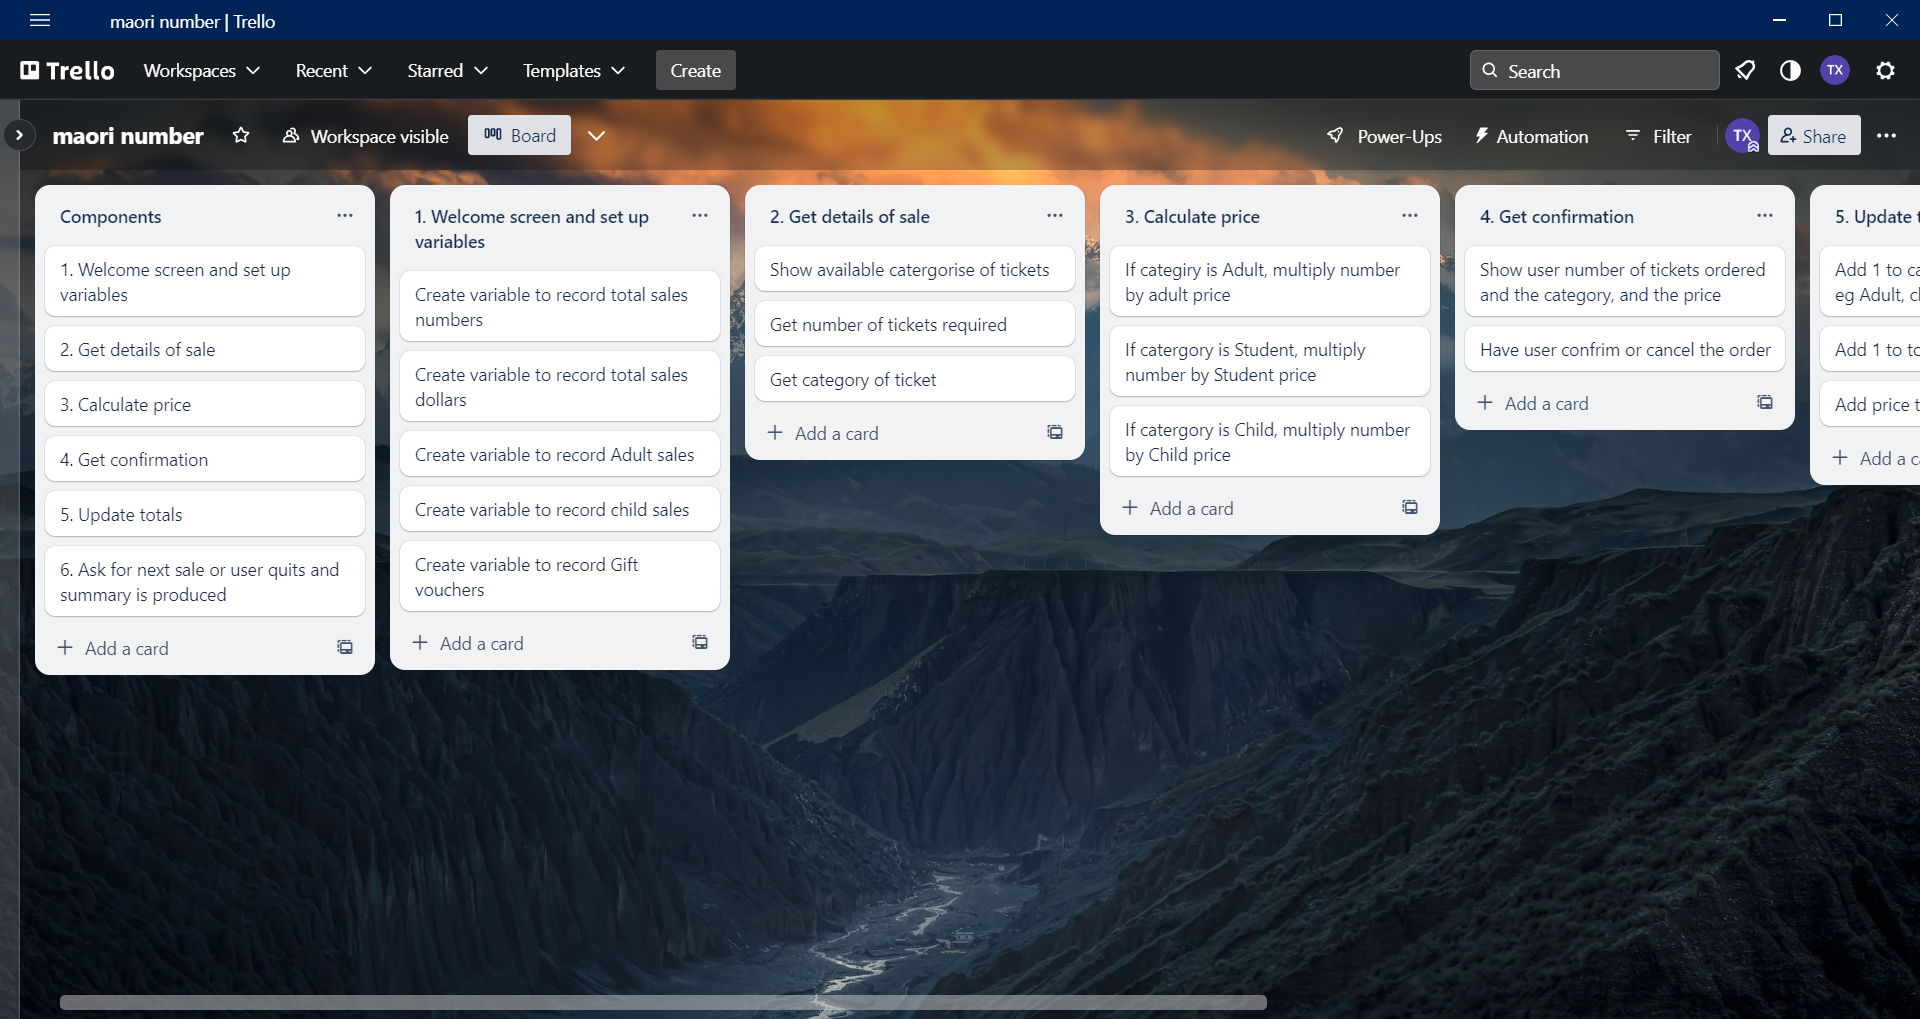 maori number | Trello
Trello
Workspaces
Recent
Starred
Templates
Create
Search
TX
maori number
Workspace visible
Board
Power-Ups
Automation
Filter
TX
Share
Components
1. Welcome screen and set up
variables
2. Get details of sale
3. Calculate price
4. Get confirmation
5. Update totals
6. Ask for next sale or user quits and
summary is produced
Add a card
1. Welcome screen and set up
variables
Create variable to record total sales
numbers
Create variable to record total sales
dollars
Create variable to record Adult sales
Create variable to record child sales
Create variable to record Gift
vouchers
Add a card
2. Get details of sale
Show available catergorise of tickets
Get number of tickets required
Get category of ticket
Add a card
3. Calculate price
If categiry is Adult, multiply number
by adult price
If catergory is Student, multiply
number by Student price
If catergory is Child, multiply number
by Child price
Add a card
4. Get confirmation
Show user number of tickets ordered
and the category, and the price
Have user confrim or cancel the order
Add a card
5. Update
Add 1 to
eg Adult,
Add 1 to
Add price
Add a